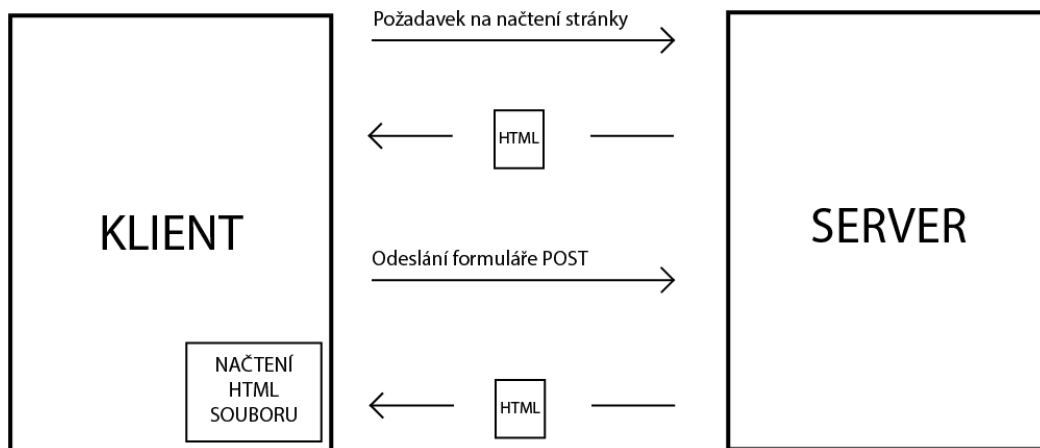 Požadavek na načtení stránky
HTML
KLIENT
SERVER
Odeslání formuláře POST
NAČTENÍ
HTML
SOUBORU
HTML